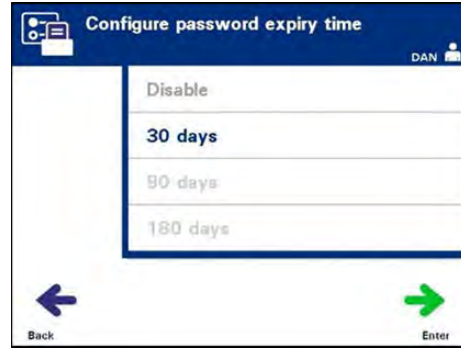 Configure password expiry time
DAN
Disable
30 days
90 days
180 days
Back
Enter